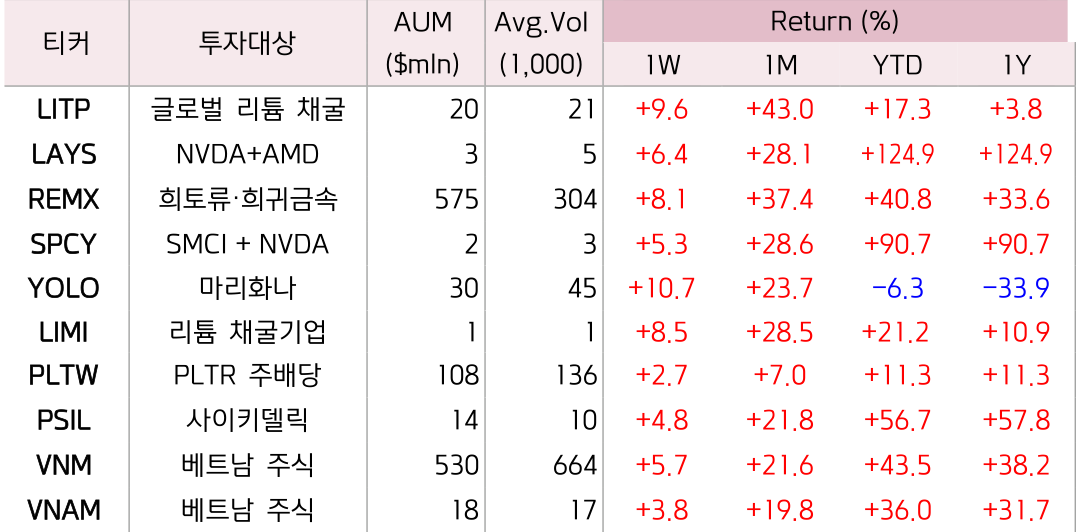 티커 투자대상 AUM ($mln) Avg.Vol (1,000) Return (%)
1W 1M YTD 1Y
LITP 글로벌 리튬 채굴 20 21 +9.6 +43.0 +17.3 +3.8
LAYS NVDA+AMD 3 5 +6.4 +28.1 +124.9 +124.9
REMX 희토류·희귀금속 575 304 +8.1 +37.4 +40.8 +33.6
SPCY SMCI + NVDA 2 3 +5.3 +28.6 +90.7 +90.7
YOLO 마리화나 30 45 +10.7 +23.7 −6.3 −33.9
LIMI 리튬 채굴기업 1 1 +8.5 +28.5 +21.2 +10.9
PLTW PLTR 주배당 108 136 +2.7 +7.0 +11.3 +11.3
PSIL 사이키델릭 14 10 +4.8 +21.8 +56.7 +57.8
VNM 베트남 주식 530 664 +5.7 +21.6 +43.5 +38.2
VNAM 베트남 주식 18 17 +3.8 +19.8 +36.0 +31.7